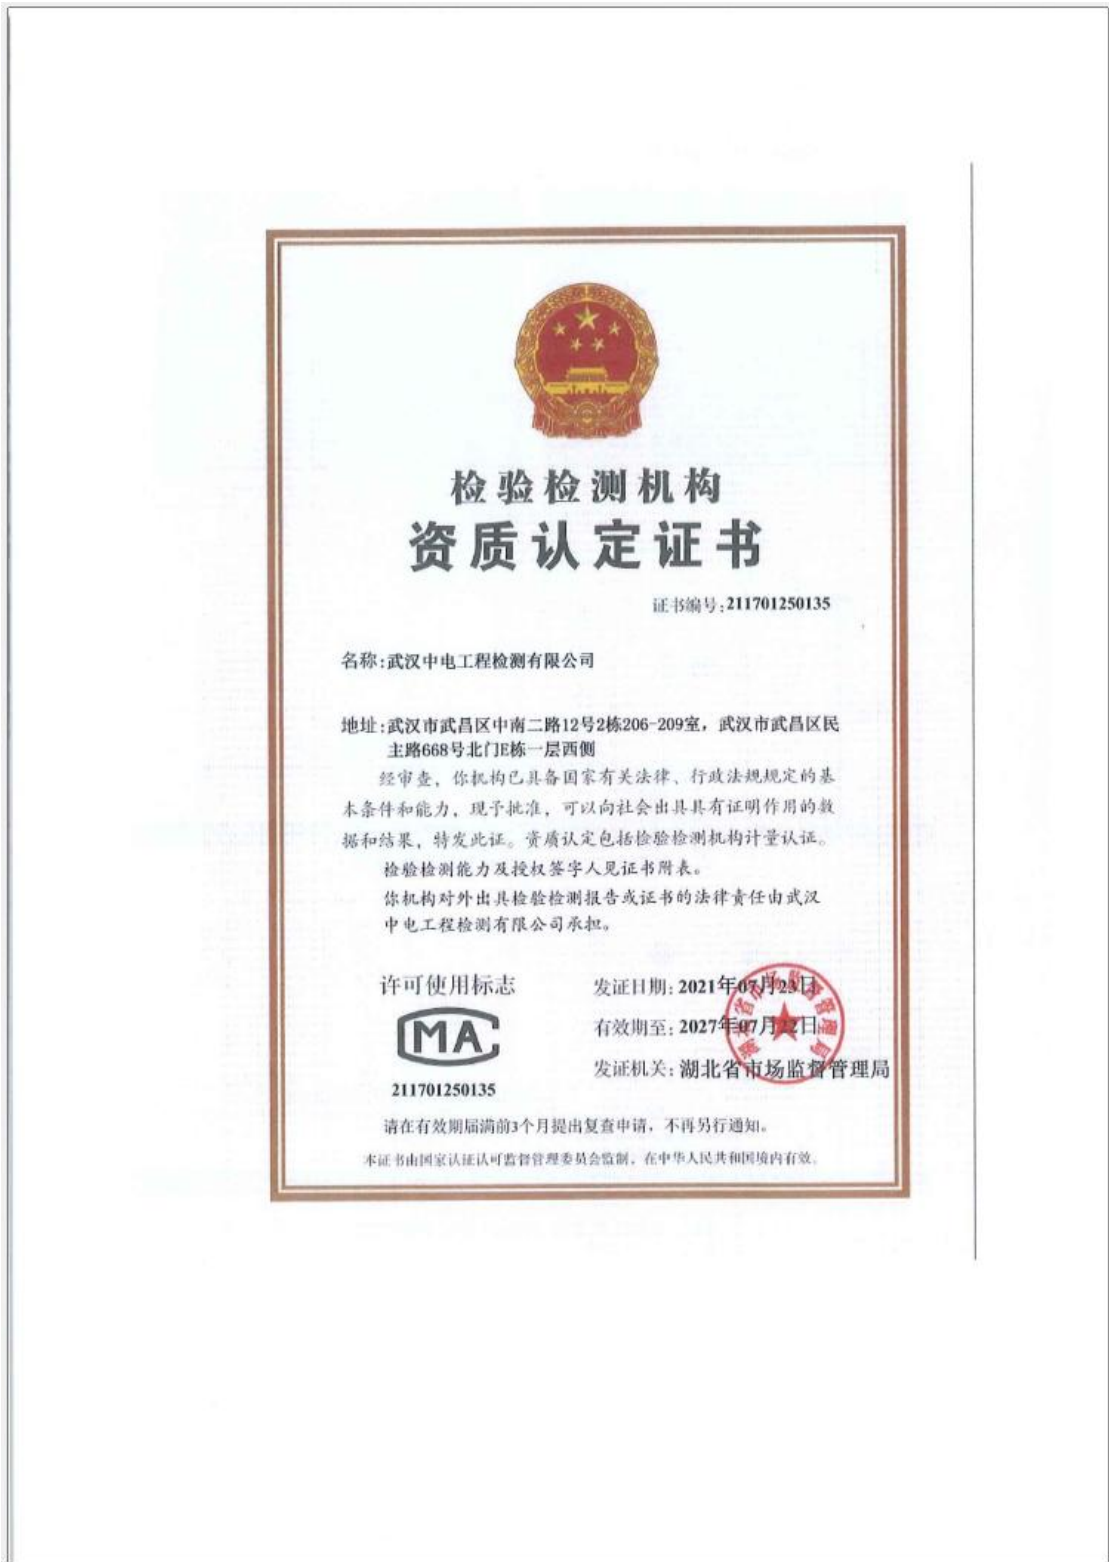 检验检测机构
资质认定证书
证书编号:211701250135
名称:武汉中电工程检测有限公司
地址:武汉市武昌区中南二路12号2栋206-209室，武汉市武昌区民
主路668号北门E栋一层西侧
经审查，你机构已具备国家有关法律、行政法规规定的基
本条件和能力，现予批准，可以向社会出具具有证明作用的数
据和结果，特发此证。资质认定包括检验检测机构计量认证。
检验检测能力及授权签字人见证书附表。
你机构对外出具检验检测报告或证书的法律责任由武汉
中电工程检测有限公司承担。
许可使用标志
MA
211701250135
发证日期:2021年07月23日
有效期至:2027年07月22日
发证机关:湖北省市场监督管理局
湖北省市场监督管理局
请在有效期届满前3个月提出复查申请，不再另行通知。
本证书由国家认证认可监督管理委员会监制，在中华人民共和国境内有效。